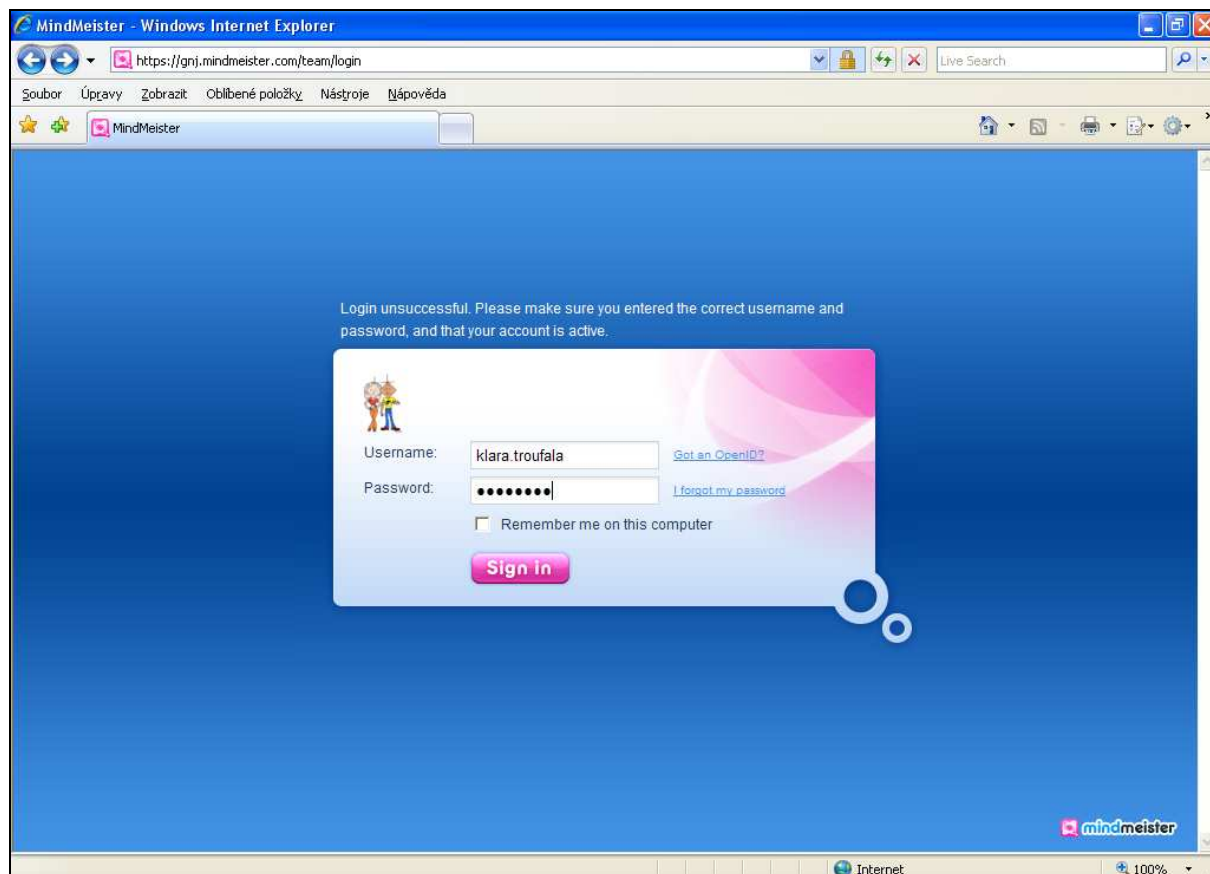 MindMeister - Windows Internet Explorer
https://gnj.mindmeister.com/team/login
Live Search
Soubor Úpravy Zobrazit Oblíbené položky Nástroje Nápověda
MindMeister
Login unsuccessful. Please make sure you entered the correct username and
password, and that your account is active.
Username: klara.troufala Got an OpenID?
Password: ●●●●●●●● I forgot my password
Remember me on this computer
Sign in
mindmeister
Internet 100%